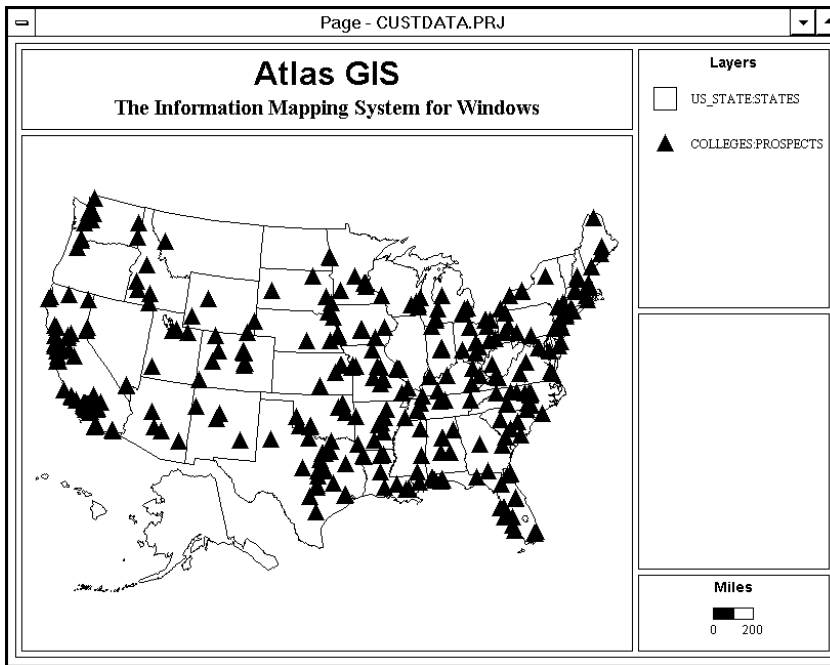 Page - CUSTDATA.PRJ
Atlas GIS
The Information Mapping System for Windows
Layers
US_STATE:STATES
COLLEGES:PROSPECTS
Miles
0 200